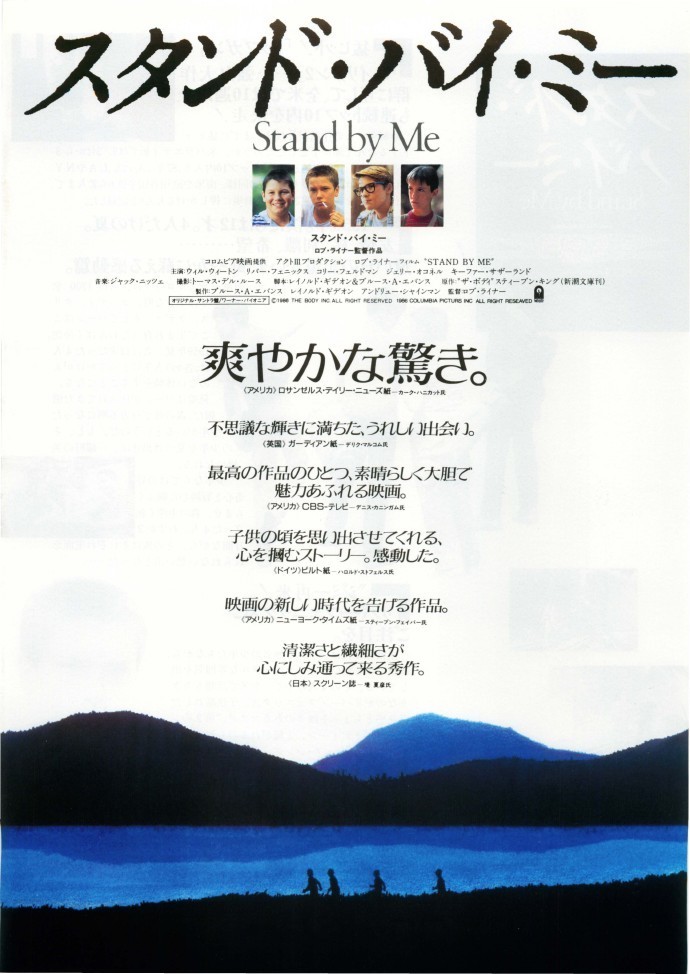 スタンド・バイ・ミー
Stand by Me
スタンド・バイ・ミー
ロブ・ライナー監督作品
コロムビア映画提供 アクトIIIプロダクション ロブ・ライナーフィルム "STAND BY ME"
主演:ウィル・ウィートン リバー・フェニックス コリー・フェルドマン ジェリー・オコネル キーファー・サザーランド
音楽:ジャック・ニッチェ 撮影:トーマス・デル・ルース 脚本:レイノルド・ギデオン&ブルース・A・エバンス 原作:"ザ・ボディ" スティーブン・キング(新潮文庫刊)
製作:ブルース・A・エバンス レイノルド・ギデオン アンドリュー・シャインマン 監督ロブ・ライナー
オリジナル・サントラ盤/ワーナー・パイオニア ©1986 THE BODY INC ALL RIGHT RESERVED 1986 COLUMBIA PICTURS INC ALL RIGHT RESEAVED
爽やかな驚き。
〈アメリカ〉ロサンゼルス・デイリー・ニューズ紙—カーク・ハニカット氏
不思議な輝きに満ちた、うれしい出会い。
〈英国〉ガーディアン紙—デリク・マルコム氏
最高の作品のひとつ、素晴らしく大胆で
魅力あふれる映画。
〈アメリカ〉CBS-テレビ—デニス・カニンガム氏
子供の頃を思い出させてくれる、
心を掴むストーリー。感動した。
〈ドイツ〉ビルト紙—ハロルド・ストフェルス氏
映画の新しい時代を告げる作品。
〈アメリカ〉ニューヨーク・タイムズ紙—スティーブン・フェイバー氏
清潔さと繊細さが
心にしみ通って来る秀作。
〈日本〉スクリーン誌